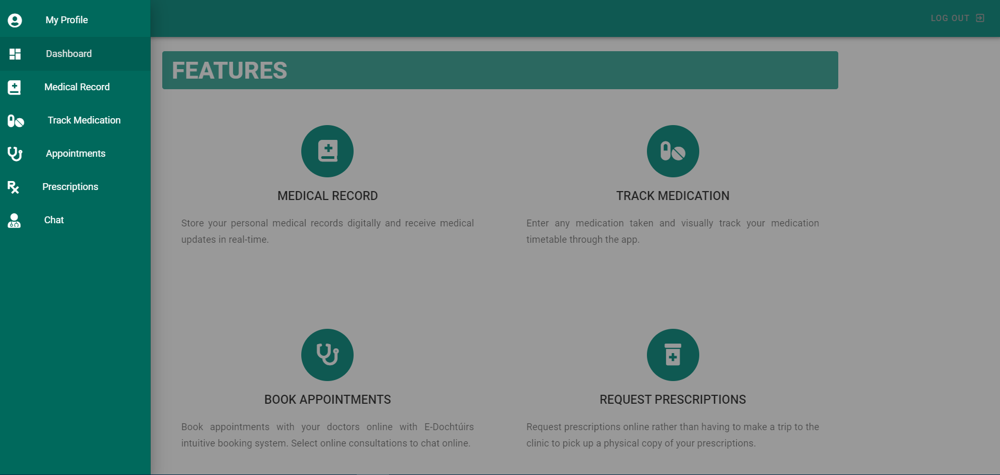 My Profile
Dashboard
Medical Record
Track Medication
Appointments
Prescriptions
Chat
LOG OUT
FEATURES
MEDICAL RECORD
Store your personal medical records digitally and receive medical
updates in real-time.
TRACK MEDICATION
Enter any medication taken and visually track your medication
timetable through the app.
BOOK APPOINTMENTS
Book appointments with your doctors online with E-Dochtúirs
intuitive booking system. Select online consultations to chat online.
REQUEST PRESCRIPTIONS
Request prescriptions online rather than having to make a trip to the
clinic to pick up a physical copy of your prescriptions.